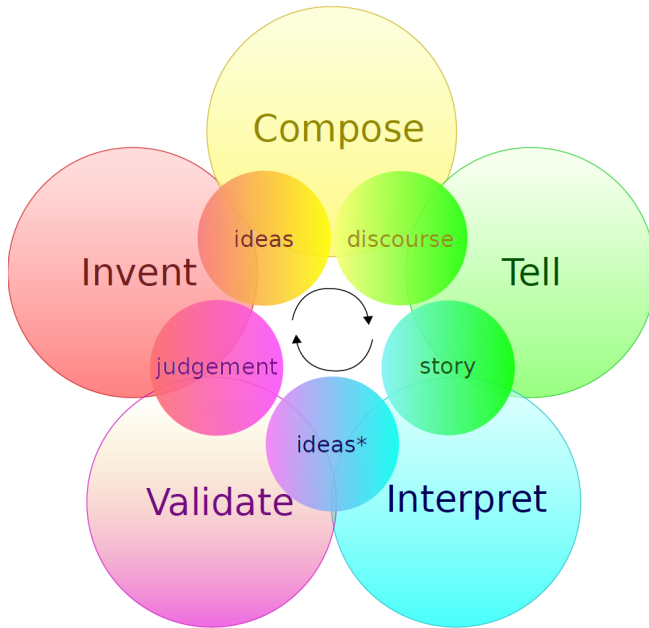 Compose
ideas
discourse
Invent
Tell
judgement
story
ideas*
Validate
Interpret